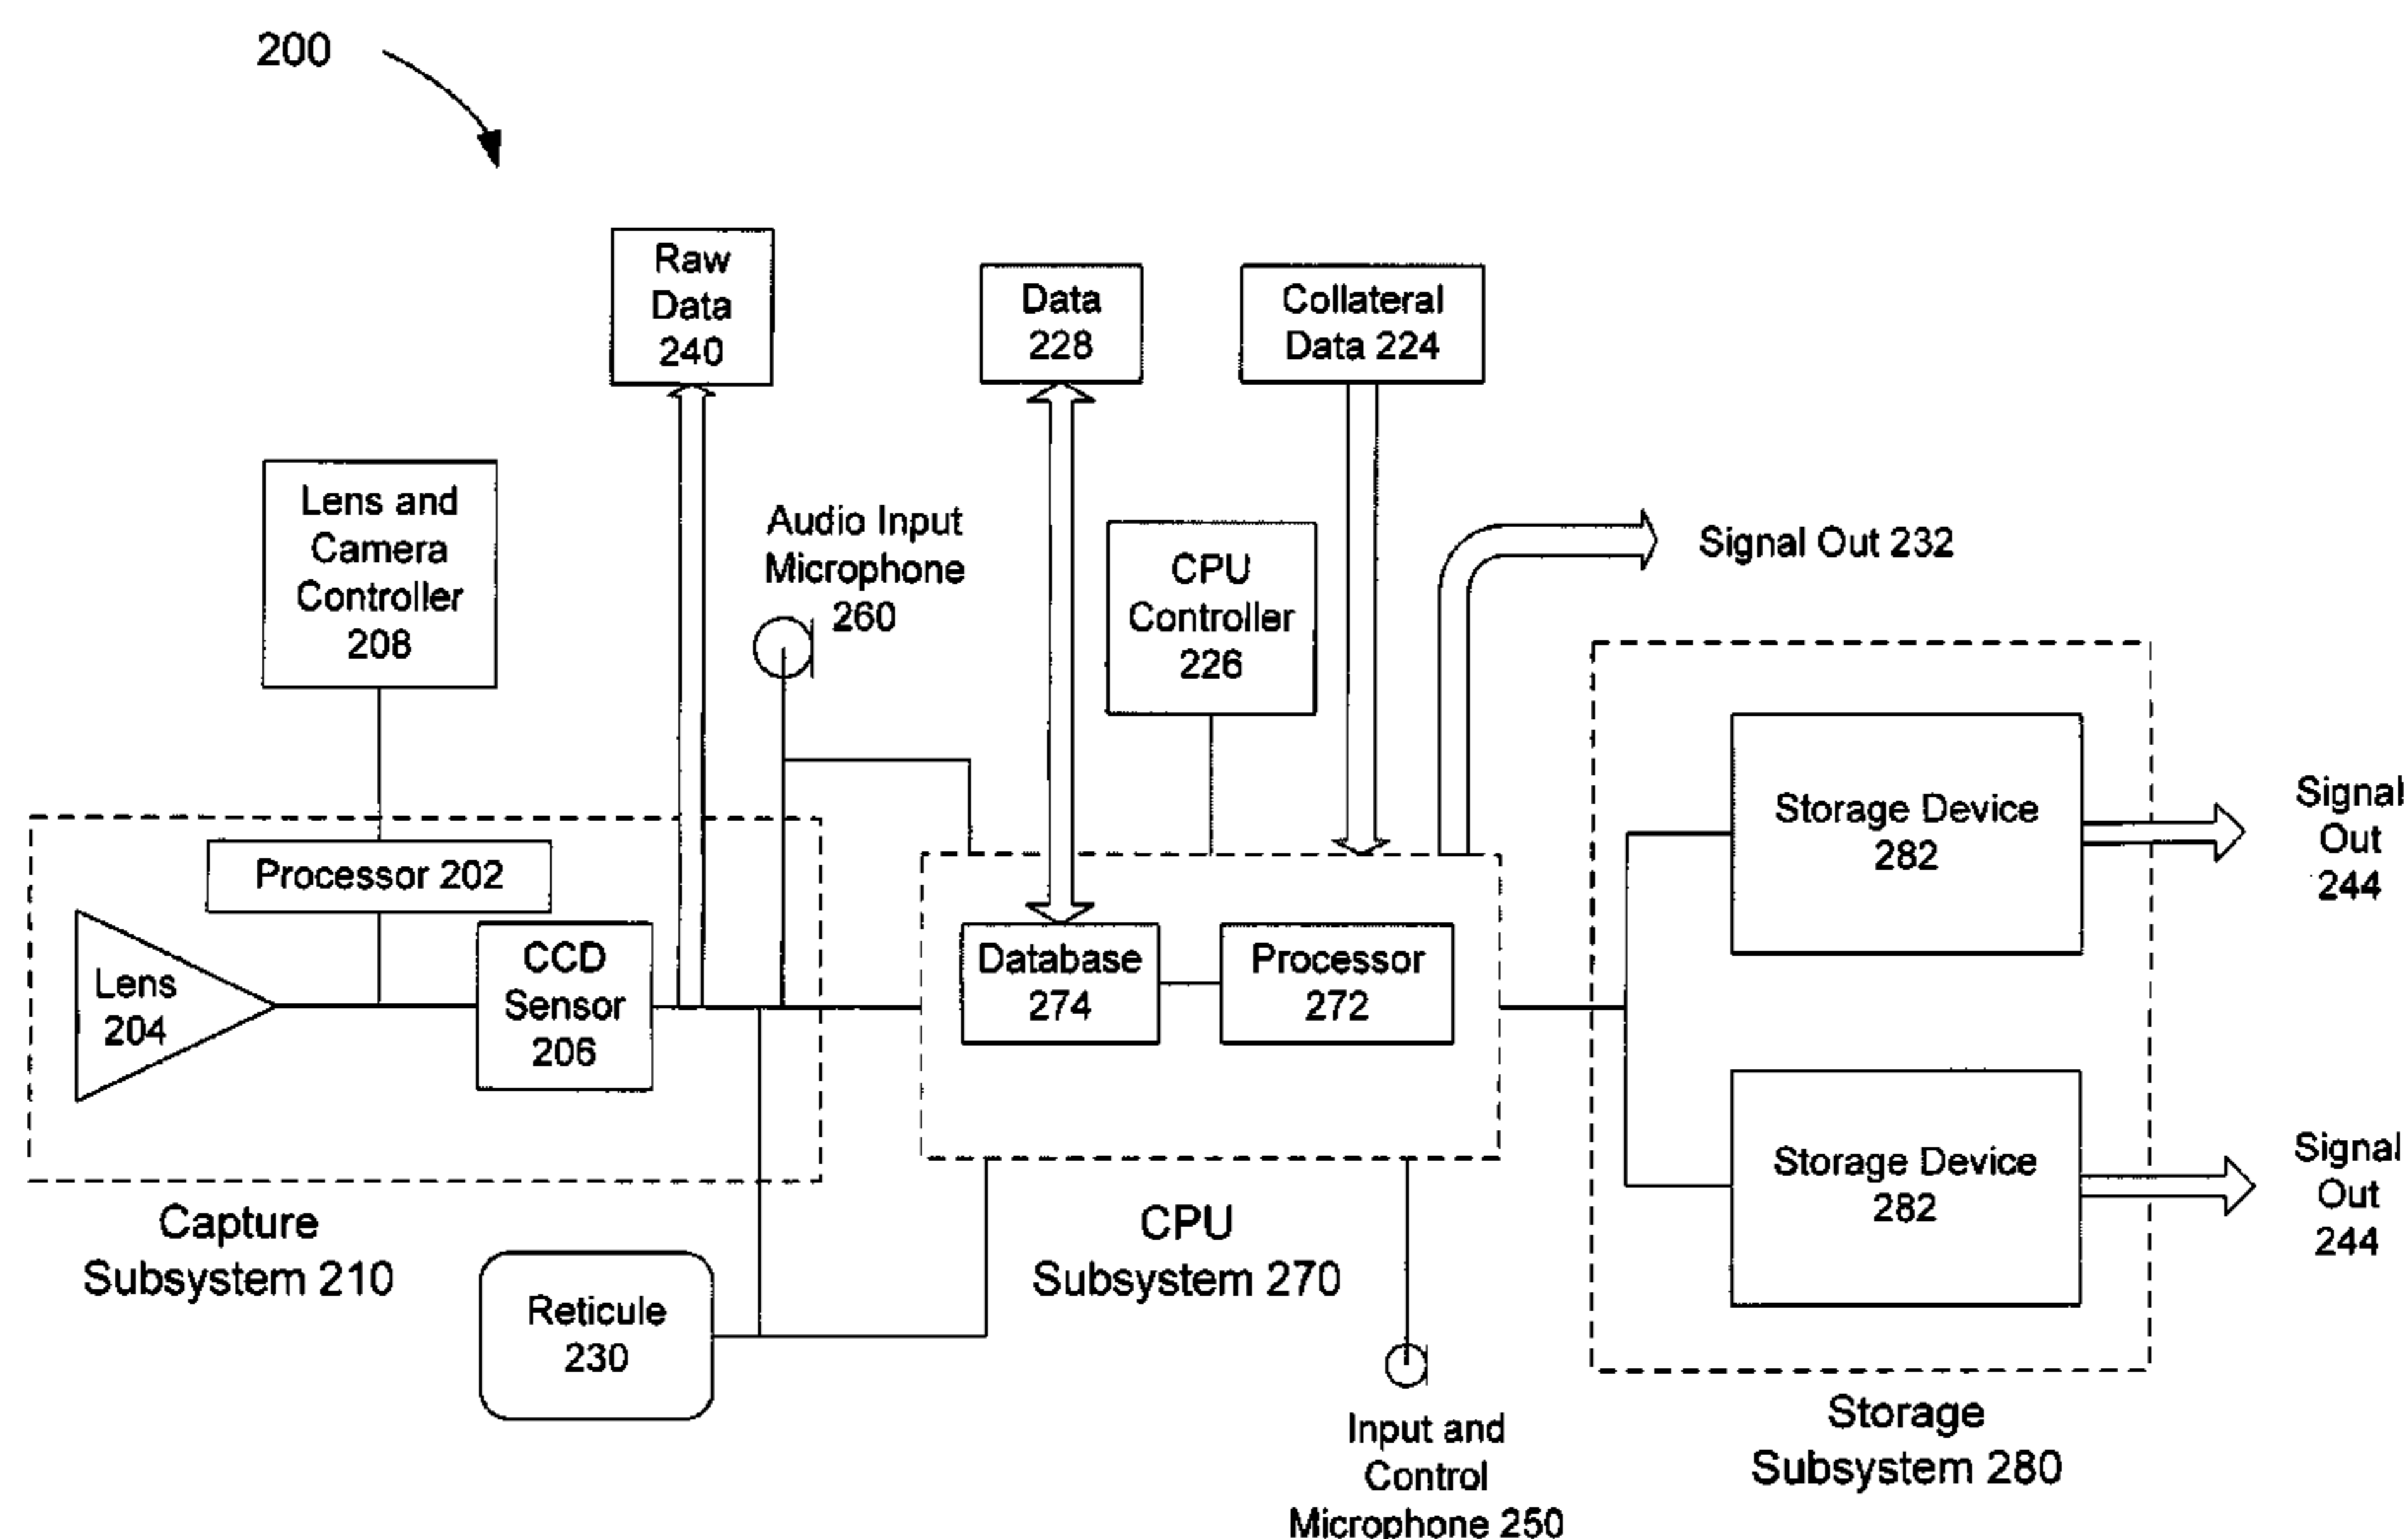 200
Raw
Data
240
Data
228
Collateral
Data 224
Lens and
Camera
Controller
208
Audio Input
Microphone
260
CPU
Controller
226
Signal Out 232
Processor 202
Lens
204
CCD
Sensor
206
Database
274
Processor
272
Storage Device
282
Signal
Out
244
Storage Device
282
Signal
Out
244
Capture
Subsystem 210
Reticule
230
CPU
Subsystem 270
Input and
Control
Microphone 250
Storage
Subsystem 280